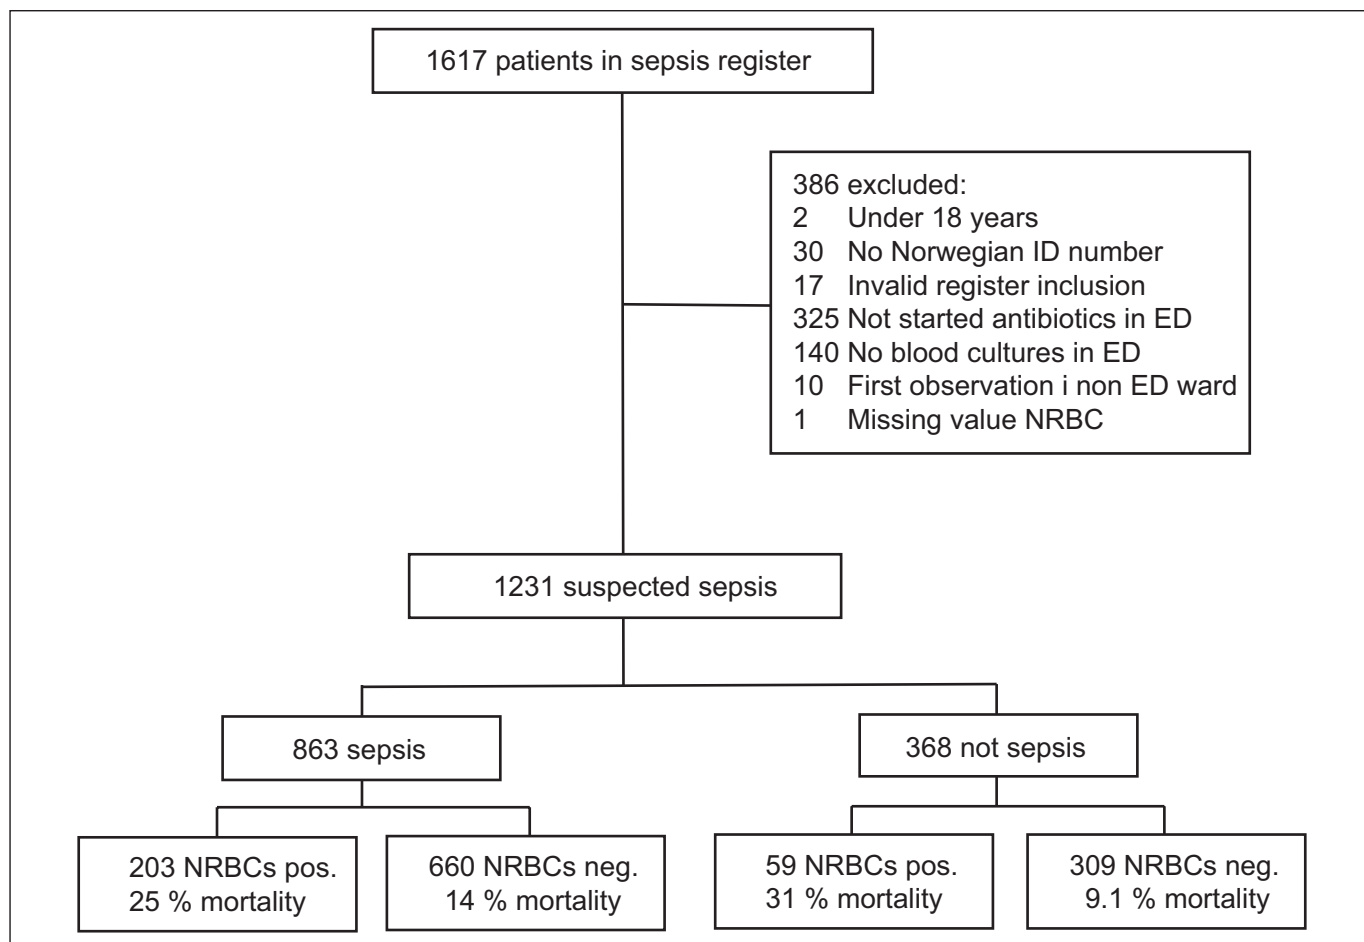 1617 patients in sepsis register
386 excluded:
2 Under 18 years
30 No Norwegian ID number
17 Invalid register inclusion
325 Not started antibiotics in ED
140 No blood cultures in ED
10 First observation i non ED ward
1 Missing value NRBC
1231 suspected sepsis
863 sepsis
368 not sepsis
203 NRBCs pos.
25 % mortality
660 NRBCs neg.
14 % mortality
59 NRBCs pos.
31 % mortality
309 NRBCs neg.
9.1 % mortality